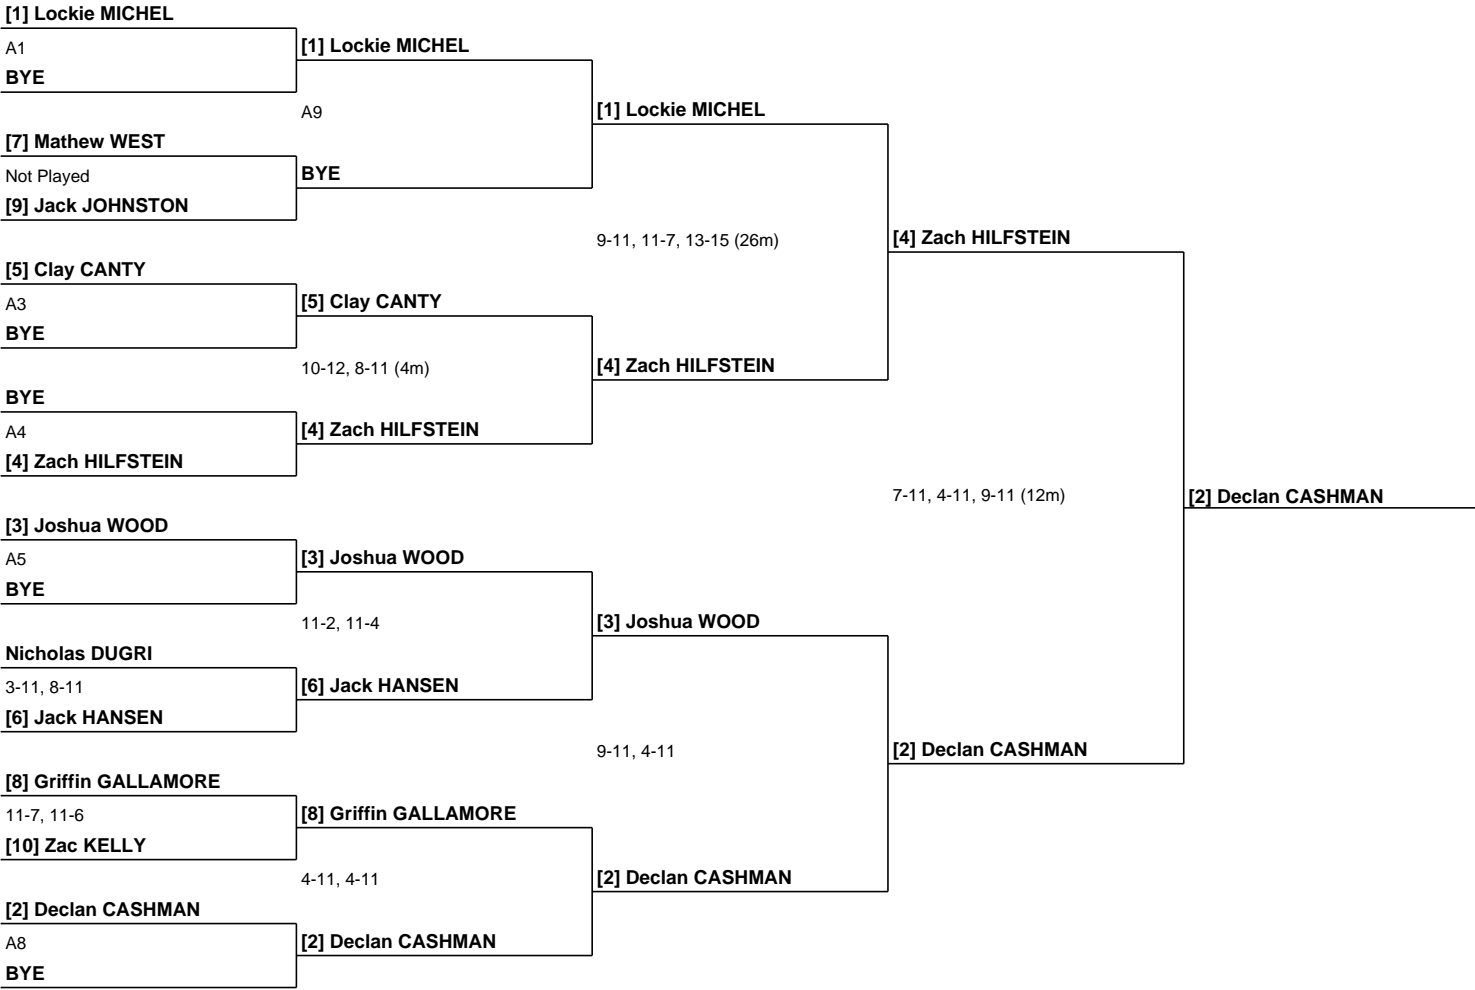 [1] Lockie MICHEL
A1
BYE
[7] Mathew WEST
Not Played
[9] Jack JOHNSTON
[5] Clay CANTY
A3
BYE
BYE
A4
[4] Zach HILFSTEIN
[3] Joshua WOOD
A5
BYE
Nicholas DUGRI
3-11, 8-11
[6] Jack HANSEN
[8] Griffin GALLAMORE
11-7, 11-6
[10] Zac KELLY
[2] Declan CASHMAN
A8
BYE
[1] Lockie MICHEL
A9
BYE
[5] Clay CANTY
10-12, 8-11 (4m)
[4] Zach HILFSTEIN
[3] Joshua WOOD
11-2, 11-4
[6] Jack HANSEN
[8] Griffin GALLAMORE
4-11, 4-11
[2] Declan CASHMAN
[1] Lockie MICHEL
9-11, 11-7, 13-15 (26m)
[4] Zach HILFSTEIN
[3] Joshua WOOD
9-11, 4-11
[2] Declan CASHMAN
[4] Zach HILFSTEIN
7-11, 4-11, 9-11 (12m)
[2] Declan CASHMAN
[2] Declan CASHMAN